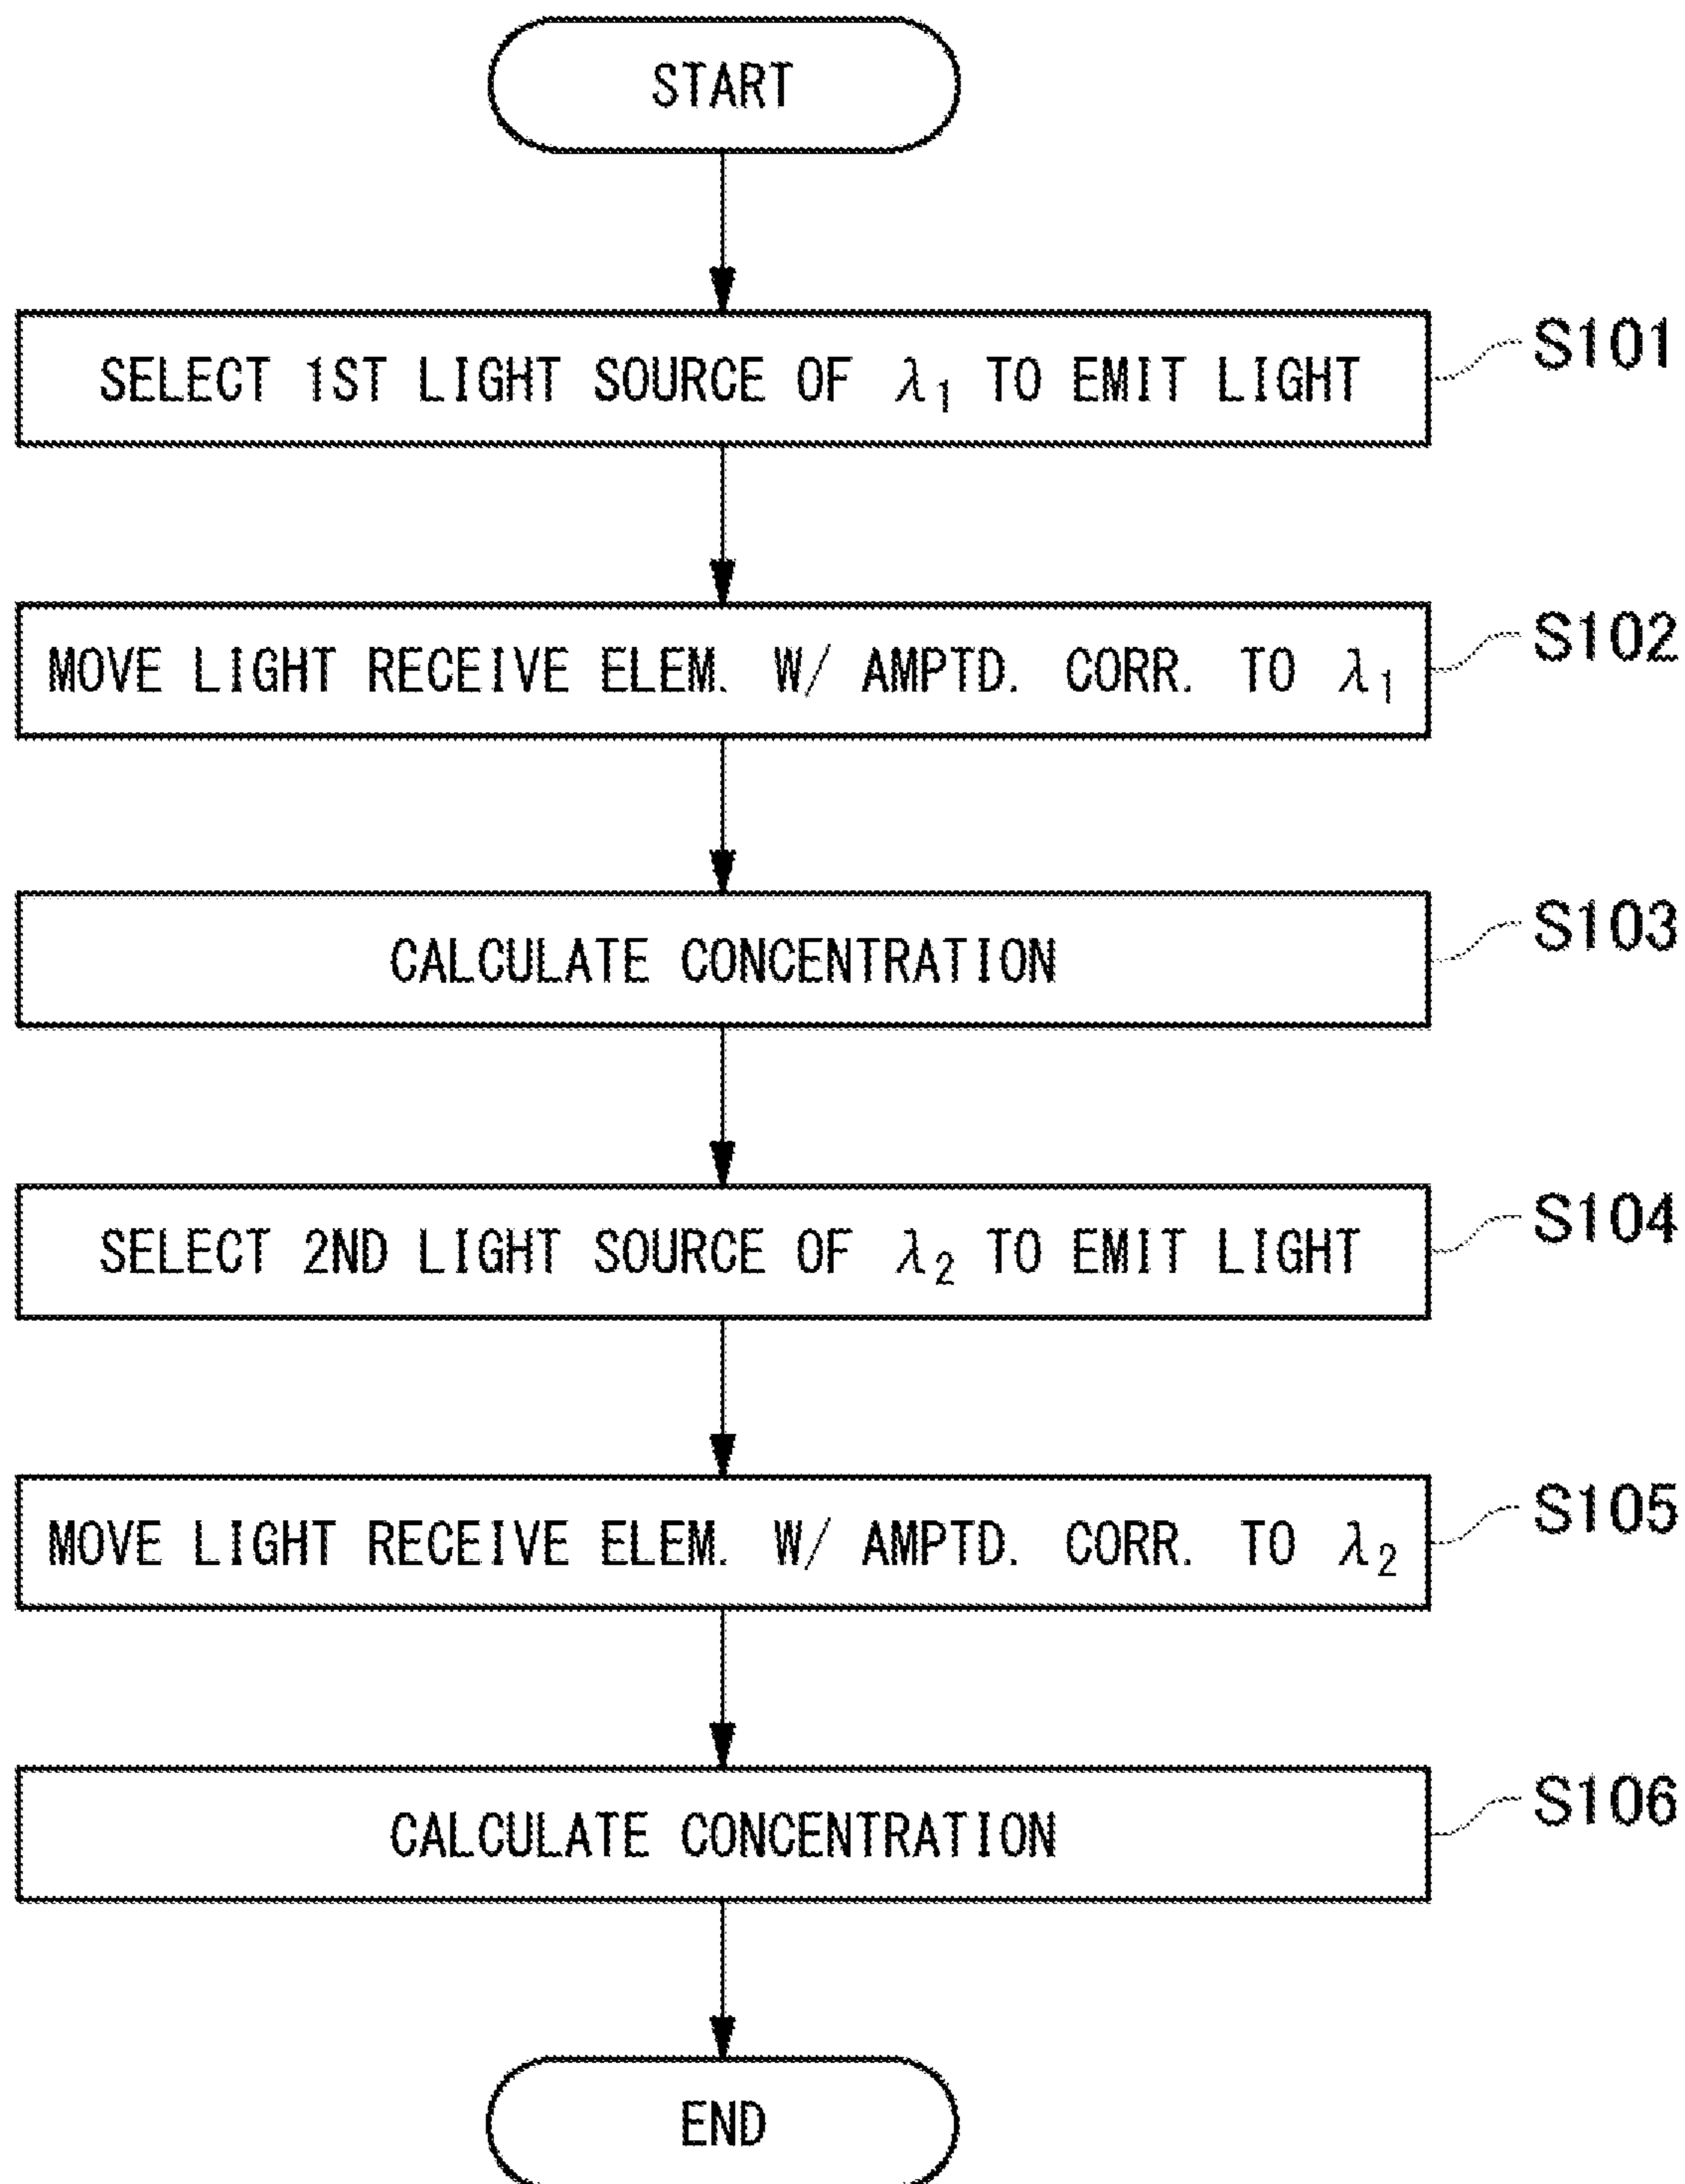 START
SELECT 1ST LIGHT SOURCE OF λ₁ TO EMIT LIGHT
S101
MOVE LIGHT RECEIVE ELEM. W/ AMPTD. CORR. TO λ₁
S102
CALCULATE CONCENTRATION
S103
SELECT 2ND LIGHT SOURCE OF λ₂ TO EMIT LIGHT
S104
MOVE LIGHT RECEIVE ELEM. W/ AMPTD. CORR. TO λ₂
S105
CALCULATE CONCENTRATION
S106
END